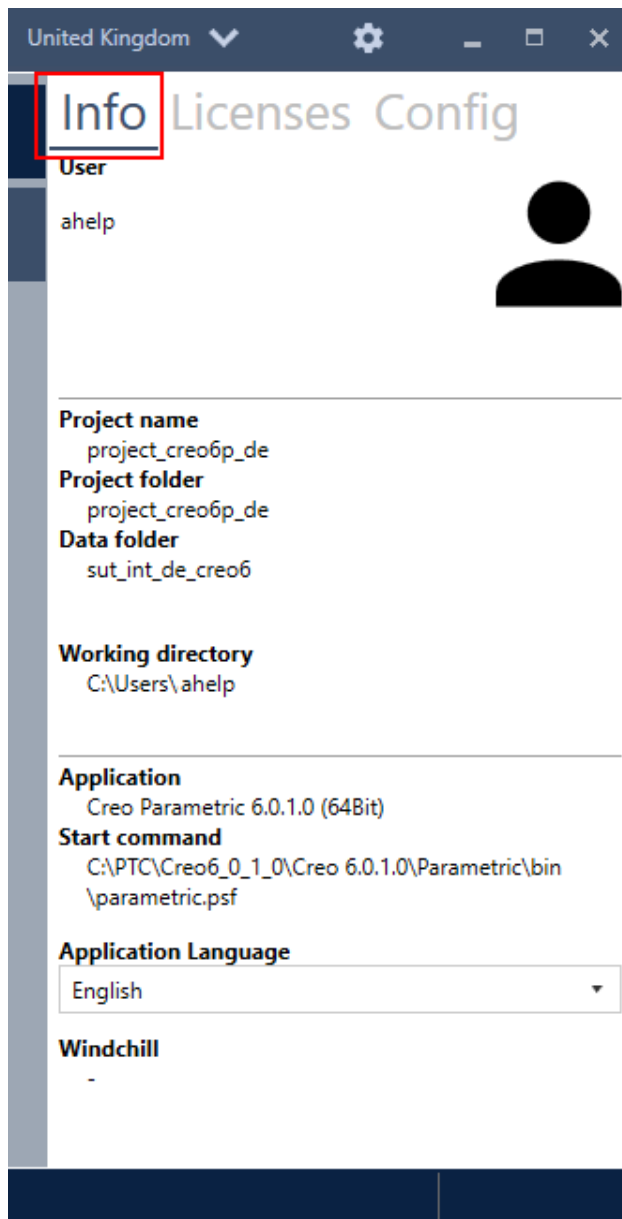 United Kingdom
Info Licenses Config
User
ahelp
Project name
project_creo6p_de
Project folder
project_creo6p_de
Data folder
sut_int_de_creo6
Working directory
C:\Users\ahelp
Application
Creo Parametric 6.0.1.0 (64Bit)
Start command
C:\PTC\Creo6_0_1_0\Creo 6.0.1.0\Parametric\bin
\parametric.psf
Application Language
English
Windchill
-